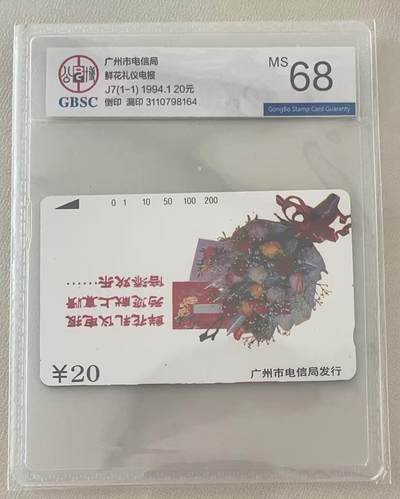 广州市电信局
鲜花礼仪电报
J7(1-1) 1994.1 20元
倒印 漏印 3110798164
GBSC
MS 68
GongBo Stamp Card Guaranty
0 1 10 50 100 200
鲜花礼仪电报
为您献上真情
倍添欢乐……
¥20
广州市电信局发行